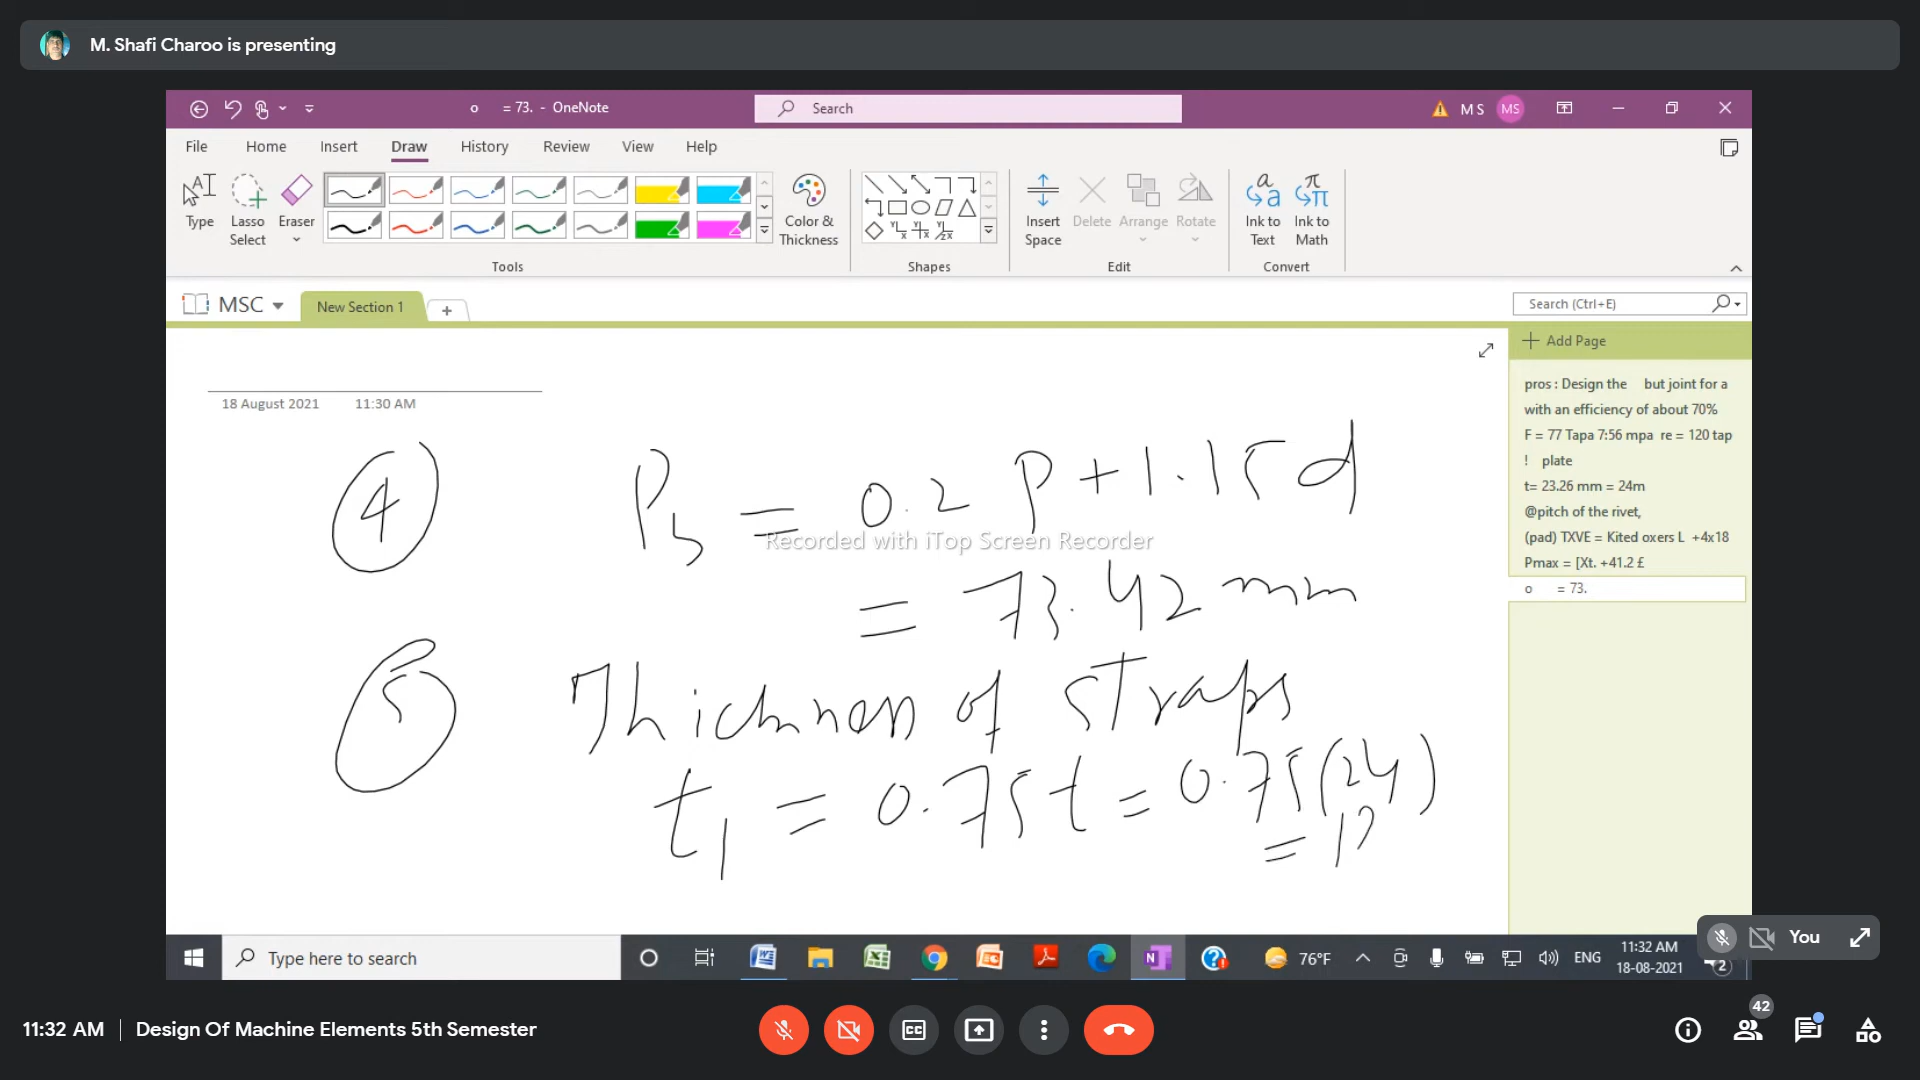 M. Shafi Charoo is presenting
o = 73. - OneNote
Search
M S
MS
File Home Insert Draw History Review View Help
Type
Lasso Select
Eraser
Color & Thickness
Insert Space
Delete
Arrange
Rotate
Ink to Text
Ink to Math
Tools
Shapes
Edit
Convert
MSC
New Section 1
Search (Ctrl+E)
Add Page
pros : Design the but joint for a
with an efficiency of about 70%
F = 77 Tapa 7:56 mpa re = 120 tap
! plate
t= 23.26 mm = 24m
@pitch of the rivet,
(pad) TXVE = Kited oxers L +4x18
Pmax = [Xt. +41.2 £
o = 73.
18 August 2021 11:30 AM
4 Pb = 0.2 P + 1.15 d
Recorded with iTop Screen Recorder
= 73.42 mm
5 Thickness of straps
t1 = 0.75 t = 0.75 (24)
=
Type here to search
76°F
ENG
11:32 AM
18-08-2021
2
You
11:32 AM | Design Of Machine Elements 5th Semester
CC
42